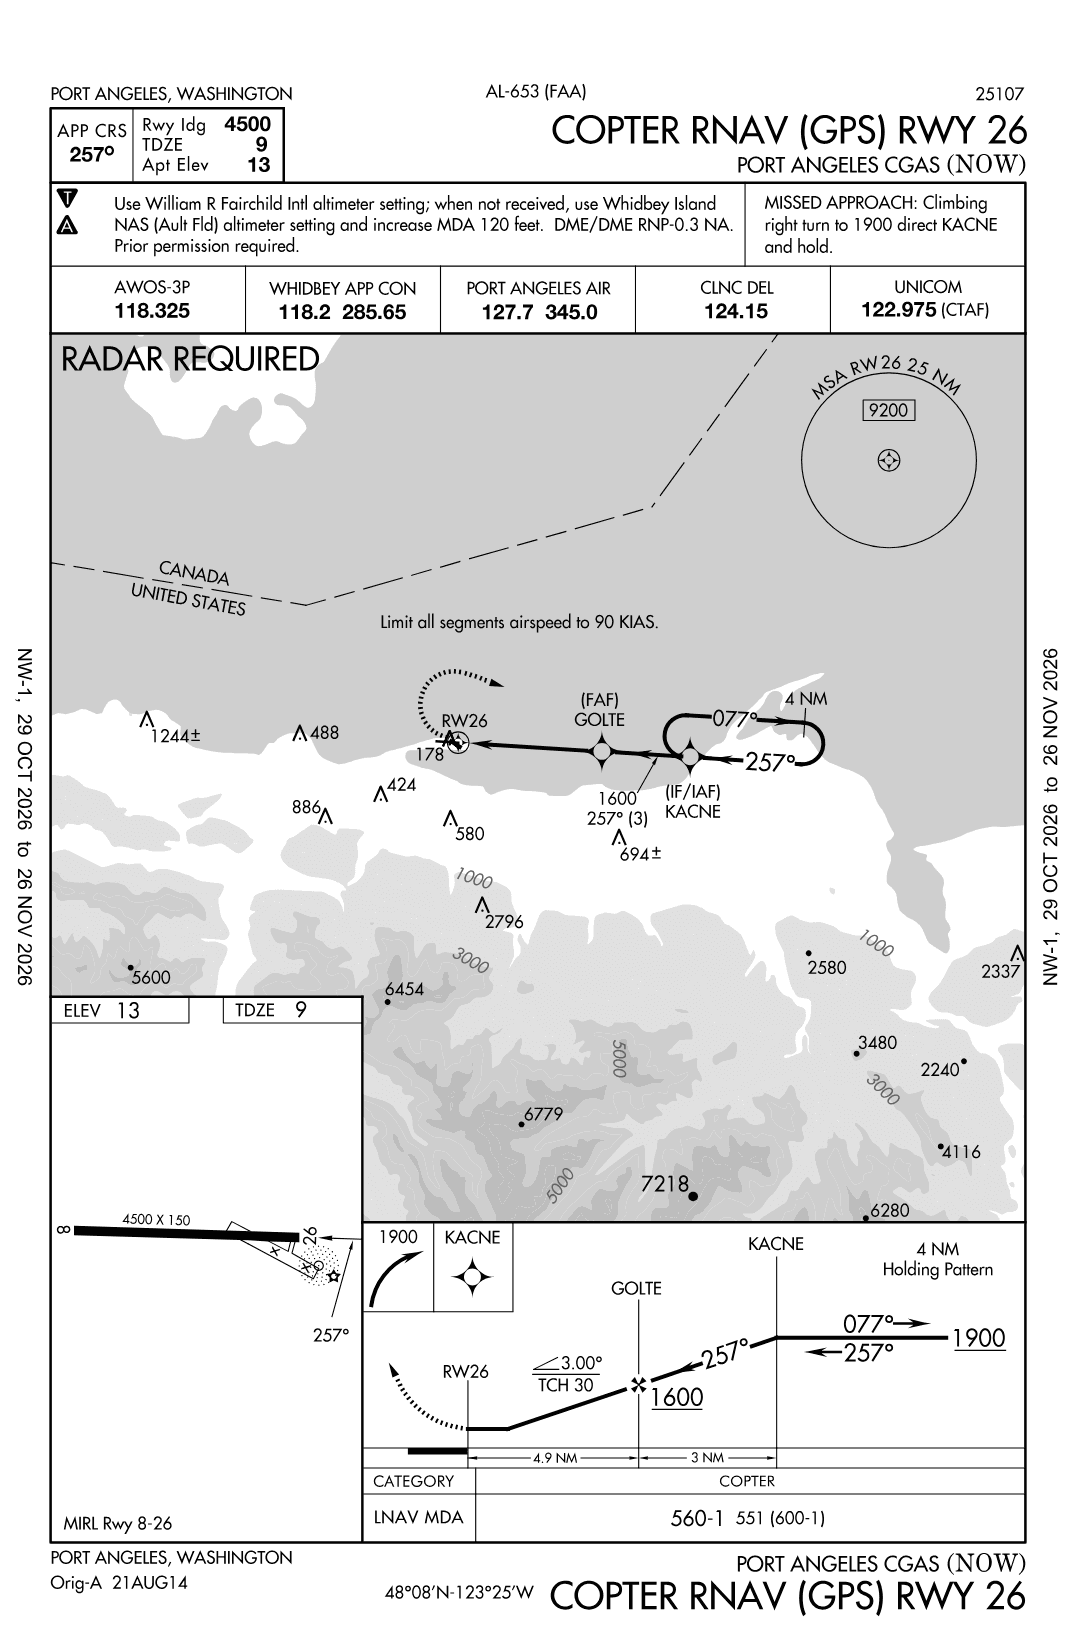 PORT ANGELES, WASHINGTON
AL-653 (FAA)
25107
APP CRS
257°
Rwy Idg 4500
TDZE 9
Apt Elev 13
COPTER RNAV (GPS) RWY 26
PORT ANGELES CGAS (NOW)
T
A
Use William R Fairchild Intl altimeter setting; when not received, use Whidbey Island
NAS (Ault Fld) altimeter setting and increase MDA 120 feet. DME/DME RNP-0.3 NA.
Prior permission required.
MISSED APPROACH: Climbing
right turn to 1900 direct KACNE
and hold.
AWOS-3P
118.325
WHIDBEY APP CON
118.2 285.65
PORT ANGELES AIR
127.7 345.0
CLNC DEL
124.15
UNICOM
122.975 (CTAF)
RADAR REQUIRED
MSA RW26 25 NM
9200
CANADA
UNITED STATES
Limit all segments airspeed to 90 KIAS.
NW-1, 29 OCT 2026 to 26 NOV 2026
NW-1, 29 OCT 2026 to 26 NOV 2026
(FAF)
GOLTE
4 NM
077°
257°
RW26
178
1244±
488
1600
257° (3)
(IF/IAF)
KACNE
424
886
580
694±
1000
2796
3000
1000
2580
2337
5600
6454
5000
3480
2240
3000
6779
4116
5000
7218
6280
ELEV 13
TDZE 9
8
4500 X 150
26
X
X
257°
MIRL Rwy 8-26
1900
KACNE
KACNE
4 NM
Holding Pattern
GOLTE
077°
257°
1900
257°
RW26
3.00°
TCH 30
1600
4.9 NM
3 NM
CATEGORY
COPTER
LNAV MDA
560-1 551 (600-1)
PORT ANGELES, WASHINGTON
Orig-A 21AUG14
48°08'N-123°25'W
PORT ANGELES CGAS (NOW)
COPTER RNAV (GPS) RWY 26